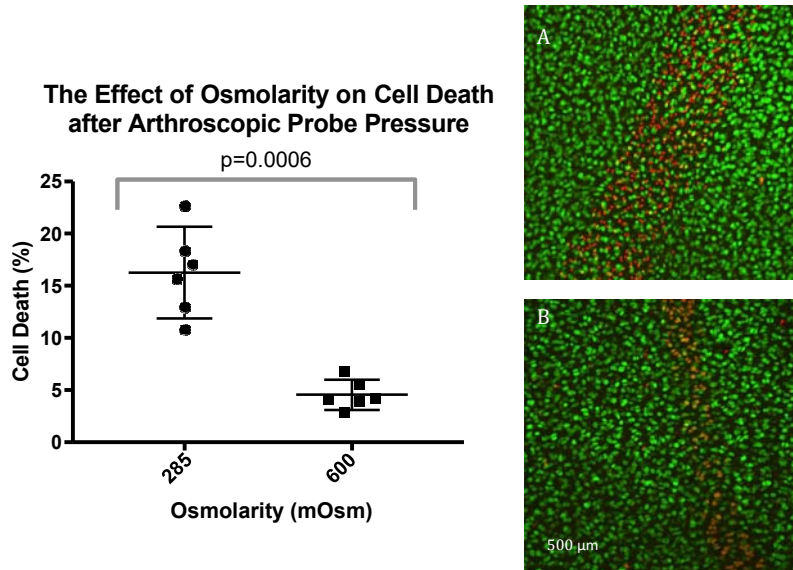 The Effect of Osmolarity on Cell Death
after Arthroscopic Probe Pressure
p=0.0006
25
20
15
10
5
0
Cell Death (%)
285
600
Osmolarity (mOsm)
A
B
500 µm